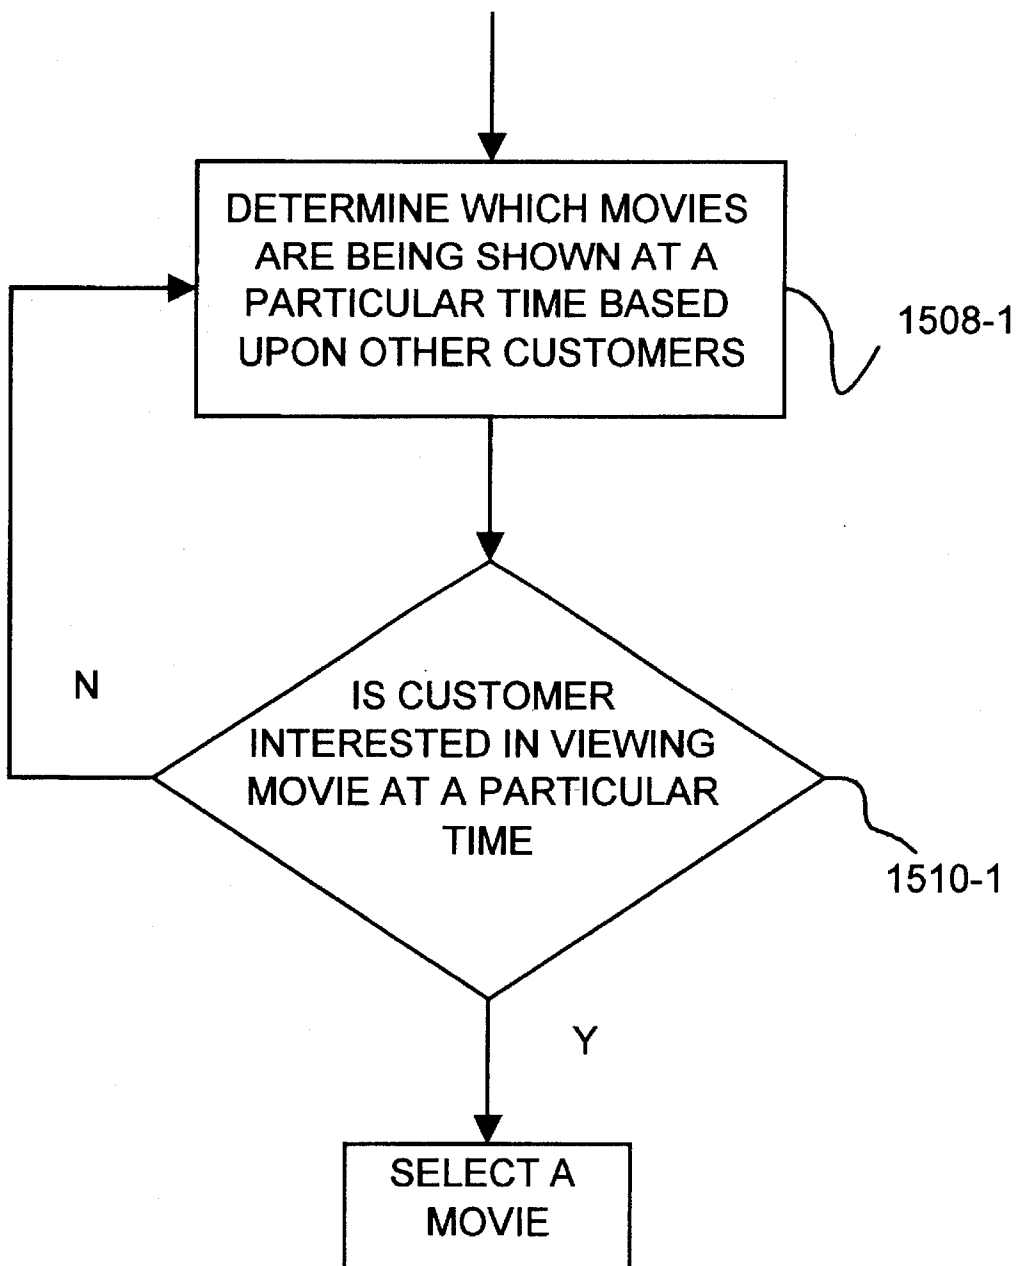 DETERMINE WHICH MOVIES
ARE BEING SHOWN AT A
PARTICULAR TIME BASED
UPON OTHER CUSTOMERS
1508-1
N
IS CUSTOMER
INTERESTED IN VIEWING
MOVIE AT A PARTICULAR
TIME
1510-1
Y
SELECT A
MOVIE